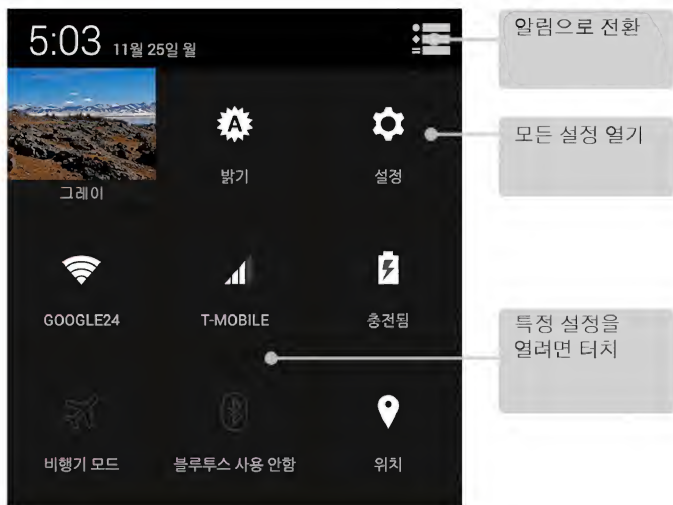 5:03 11월 25일 월
알림으로 전환
A
그레이
밝기
설정
모든 설정 열기
GOOGLE24
T-MOBILE
충전됨
특정 설정을
열려면 터치
비행기 모드
블루투스 사용 안함
위치